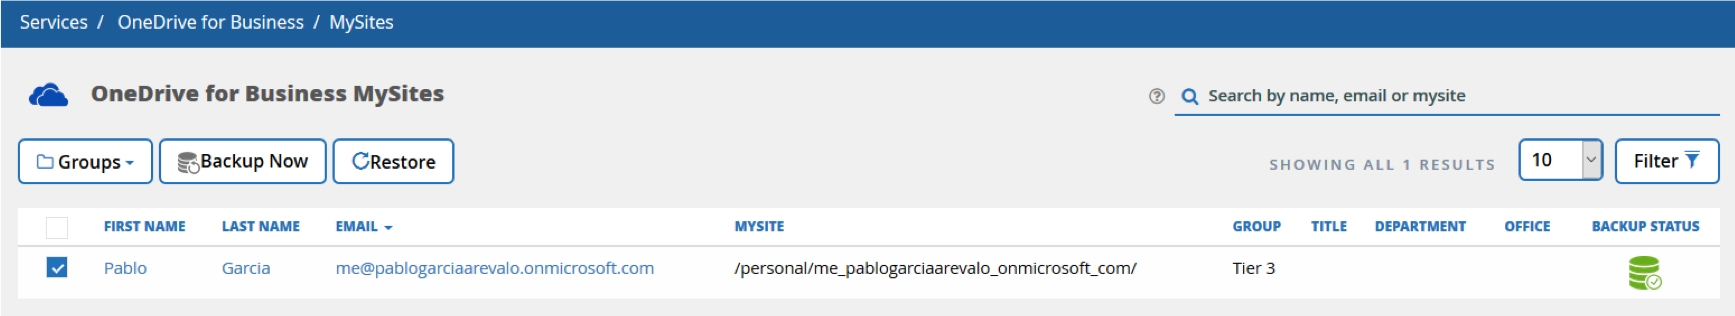 Services / OneDrive for Business / MySites
OneDrive for Business MySites
Search by name, email or mysite
Groups Backup Now Restore SHOWING ALL 1 RESULTS 10 Filter
FIRST NAME LAST NAME EMAIL MYSITE GROUP TITLE DEPARTMENT OFFICE BACKUP STATUS
Pablo Garcia me@pablogarciaarevalo.onmicrosoft.com /personal/me_pablogarciaarevalo_onmicrosoft_com/ Tier 3